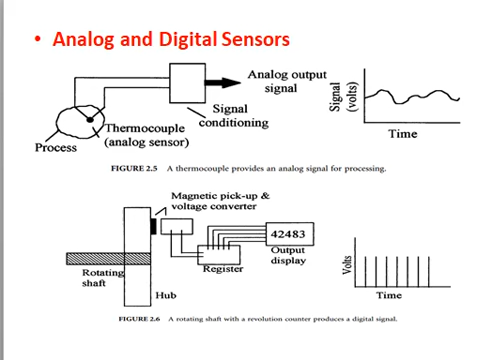 • Analog and Digital Sensors
Analog output
signal
Signal
conditioning
Thermocouple
(analog sensor)
Process
Signal
(volts)
Time
FIGURE 2.5 A thermocouple provides an analog signal for processing.
Magnetic pick-up &
voltage converter
42483
Output
display
Register
Rotating
shaft
Hub
Volts
Time
FIGURE 2.6 A rotating shaft with a revolution counter produces a digital signal.